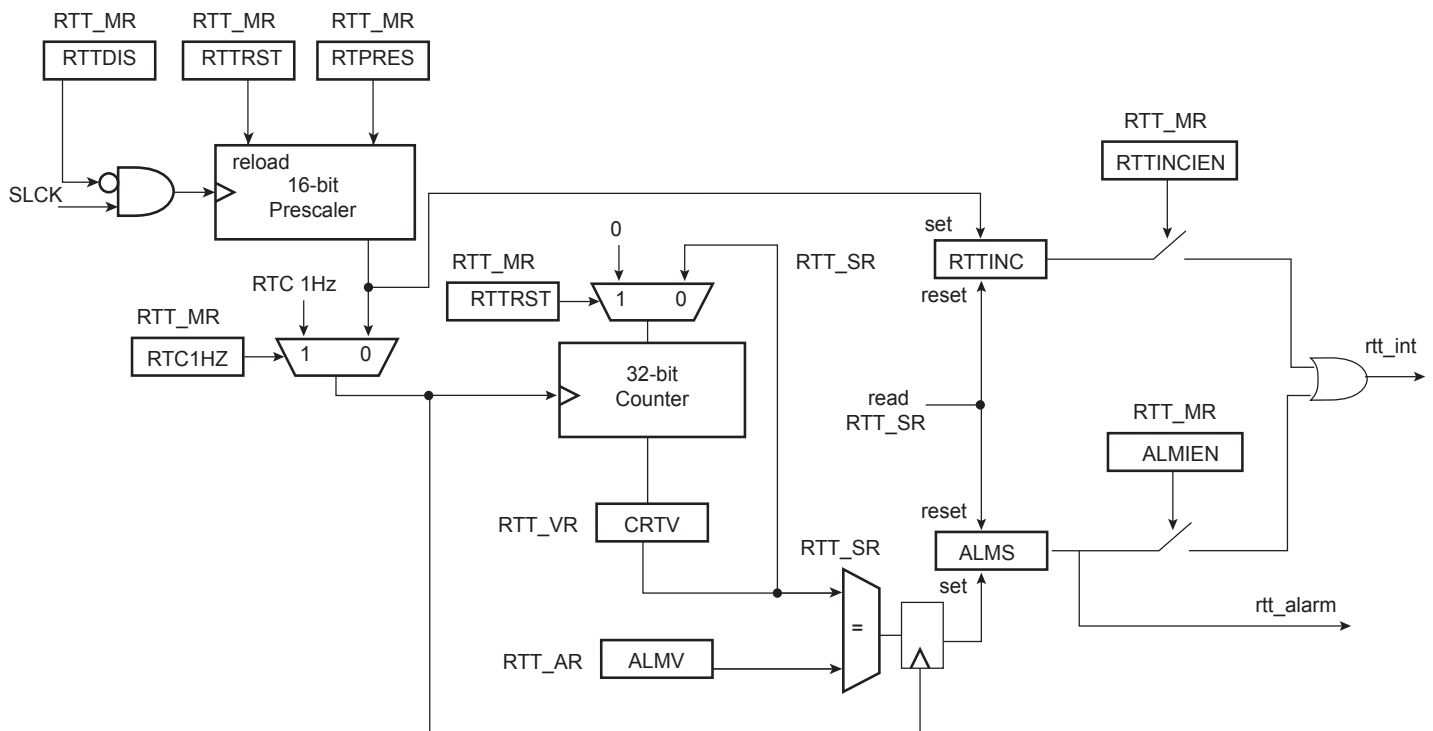 RTT_MR
RTT_MR
RTT_MR
RTTDIS
RTTRST
RTPRES
reload
16-bit
Prescaler
SLCK
RTT_MR
RTTINCIEN
0
set
RTTINC
reset
RTT_MR
RTTRST
1 0
RTT_SR
RTC 1Hz
RTT_MR
RTC1HZ
1 0
32-bit
Counter
rtt_int
read
RTT_SR
RTT_MR
ALMIEN
RTT_VR
CRTV
reset
ALMS
set
RTT_SR
=
rtt_alarm
RTT_AR
ALMV